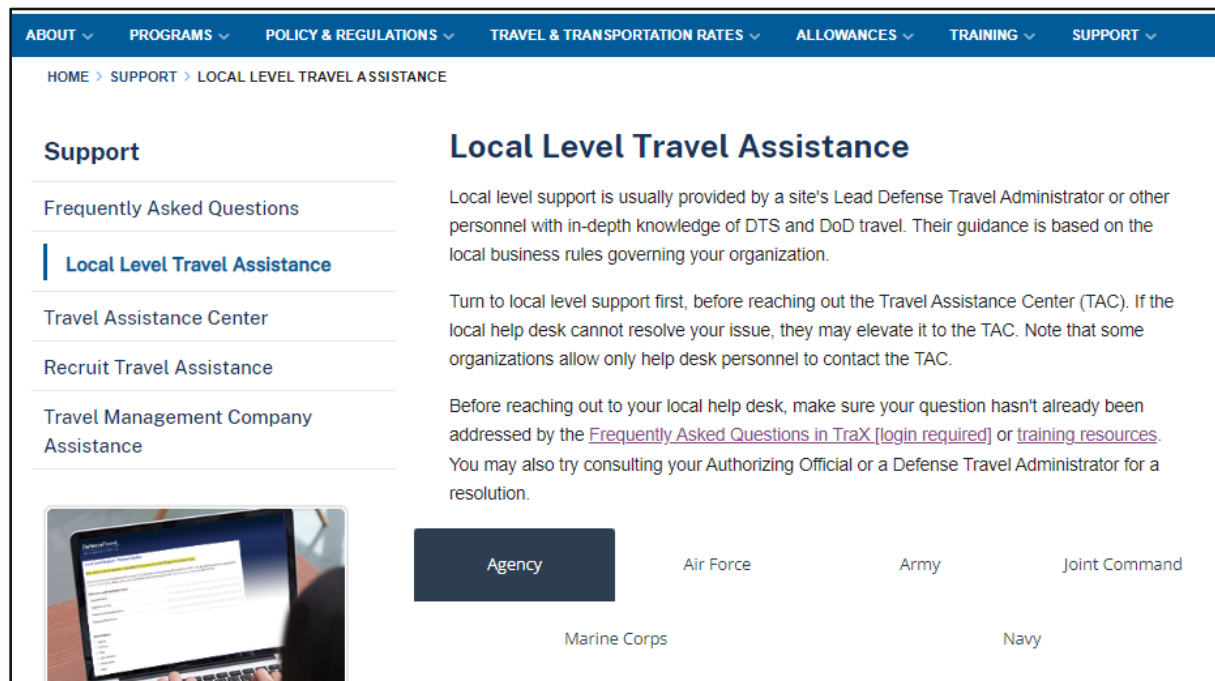 ABOUT PROGRAMS POLICY & REGULATIONS TRAVEL & TRANSPORTATION RATES ALLOWANCES TRAINING SUPPORT
HOME > SUPPORT > LOCAL LEVEL TRAVEL ASSISTANCE
Support
Frequently Asked Questions
Local Level Travel Assistance
Travel Assistance Center
Recruit Travel Assistance
Travel Management Company
Assistance
Local Level Travel Assistance
Local level support is usually provided by a site's Lead Defense Travel Administrator or other
personnel with in-depth knowledge of DTS and DoD travel. Their guidance is based on the
local business rules governing your organization.
Turn to local level support first, before reaching out the Travel Assistance Center (TAC). If the
local help desk cannot resolve your issue, they may elevate it to the TAC. Note that some
organizations allow only help desk personnel to contact the TAC.
Before reaching out to your local help desk, make sure your question hasn't already been
addressed by the Frequently Asked Questions in TraX [login required] or training resources.
You may also try consulting your Authorizing Official or a Defense Travel Administrator for a
resolution.
Agency Air Force Army Joint Command
Marine Corps Navy